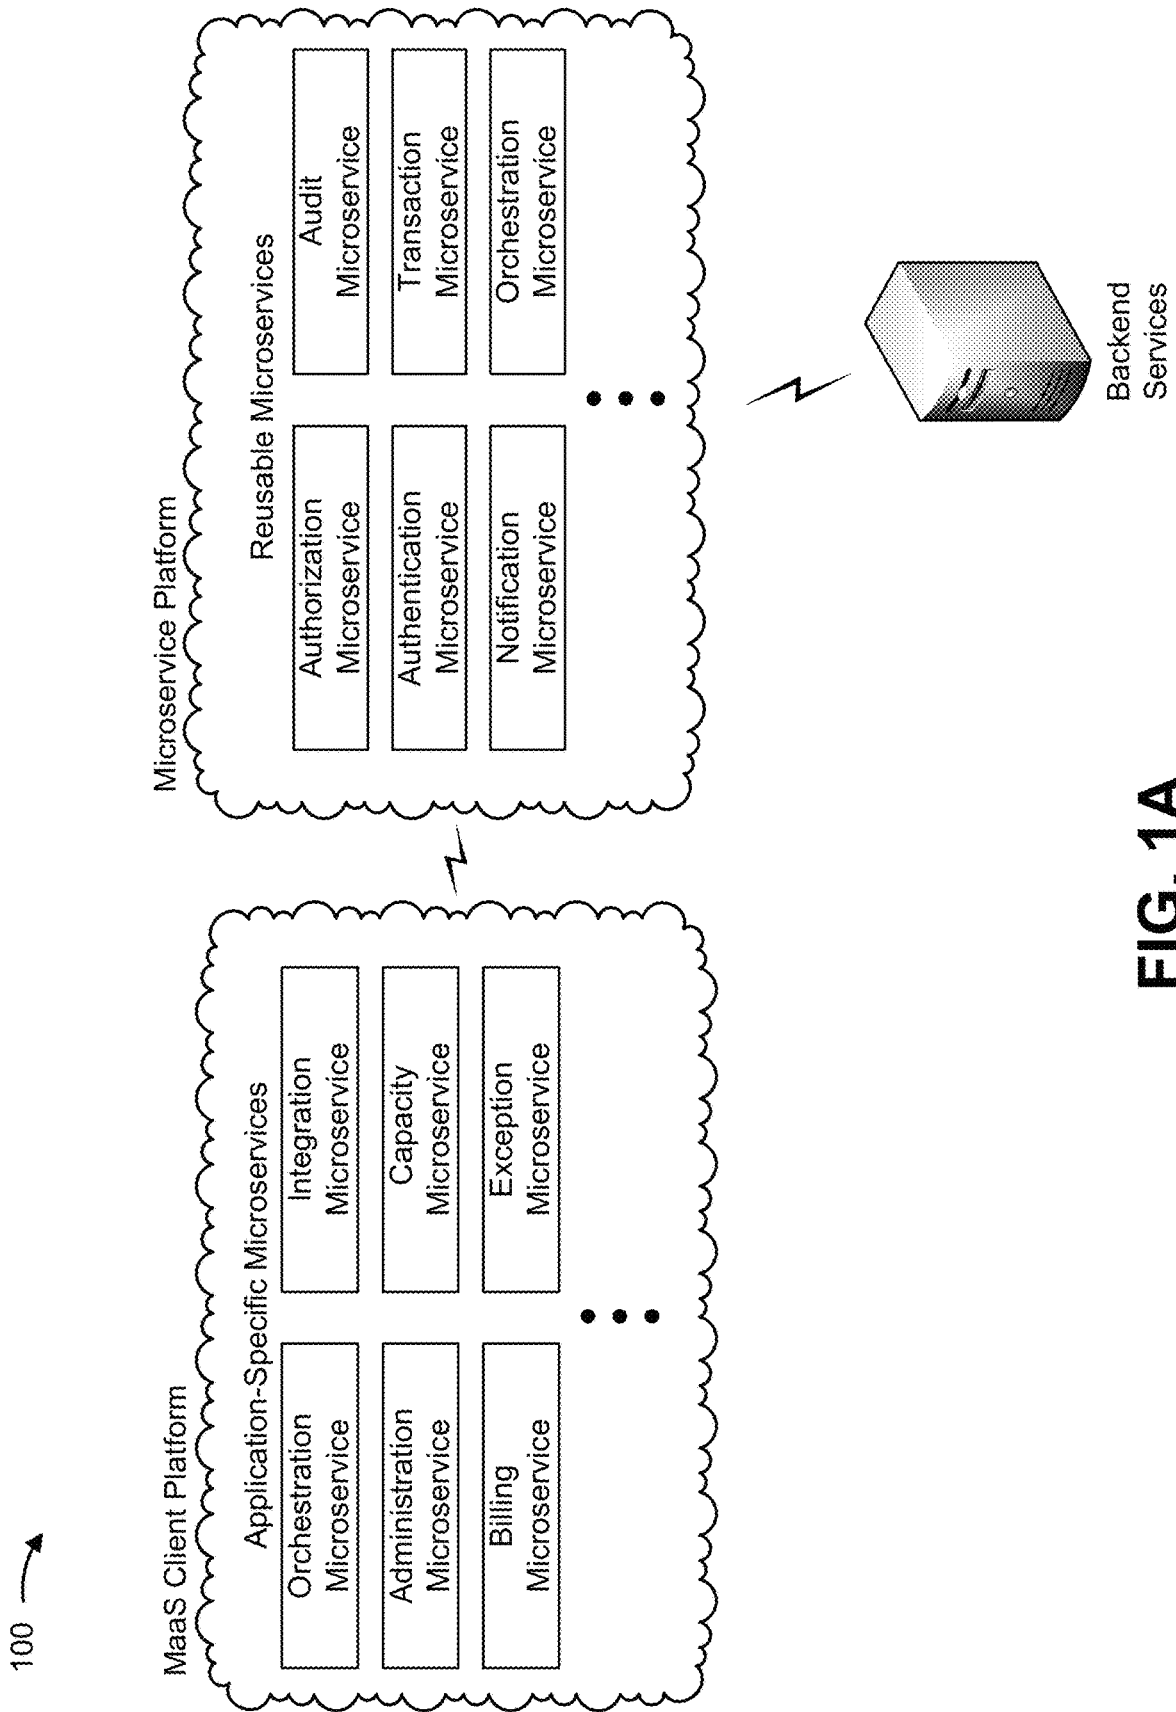 100
MaaS Client Platform
Application-Specific Microservices
Orchestration
Microservice
Integration
Microservice
Administration
Microservice
Capacity
Microservice
Billing
Microservice
Exception
Microservice
Microservice Platform
Reusable Microservices
Authorization
Microservice
Audit
Microservice
Authentication
Microservice
Transaction
Microservice
Notification
Microservice
Orchestration
Microservice
Backend
Services
FIG. 1A